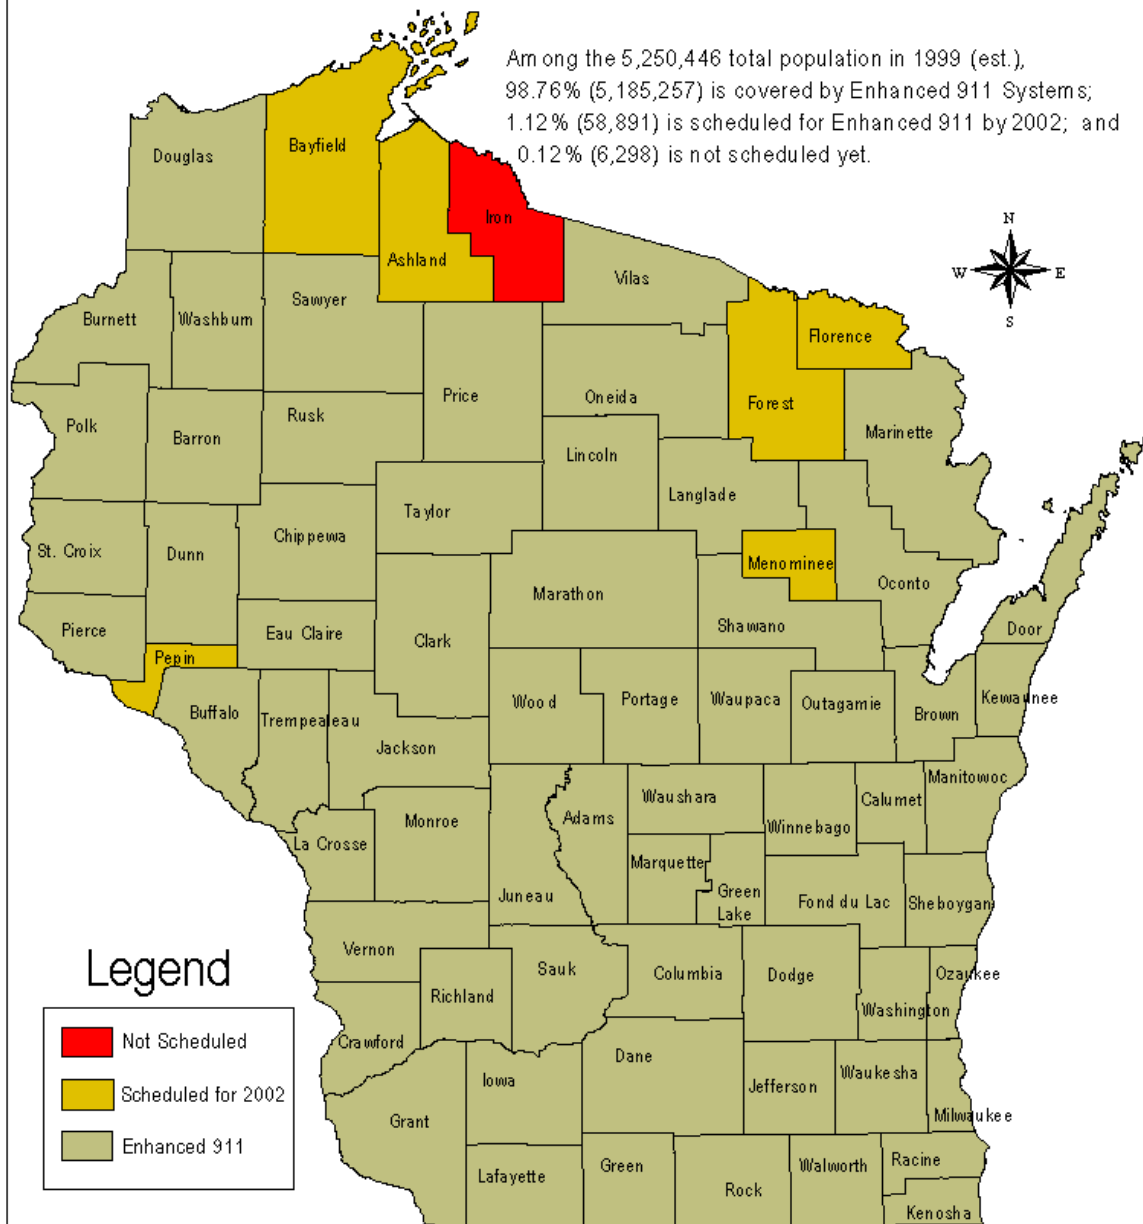 Among the 5,250,446 total population in 1999 (est.),
98.76% (5,185,257) is covered by Enhanced 911 Systems;
1.12% (58,891) is scheduled for Enhanced 911 by 2002; and
0.12% (6,298) is not scheduled yet.
Douglas
Bayfield
Iron
Ashland
Vilas
N
W
E
S
Burnett
Washburn
Sawyer
Florence
Polk
Barron
Rusk
Price
Oneida
Forest
Marinette
Lincoln
Langlade
Taylor
St. Croix
Dunn
Chippewa
Marathon
Menominee
Oconto
Pierce
Eau Claire
Clark
Shawano
Door
Pepin
Buffalo
Trempealeau
Wood
Portage
Waupaca
Outagamie
Brown
Kewaunee
Jackson
Manitowoc
Monroe
Adams
Waushara
Calumet
Winnebago
La Crosse
Marquette
Juneau
Green
Lake
Fond du Lac
Sheboygan
Vernon
Richland
Sauk
Columbia
Dodge
Ozaukee
Washington
Crawford
Iowa
Dane
Jefferson
Waukesha
Milwaukee
Grant
Lafayette
Green
Rock
Walworth
Racine
Kenosha
Legend
Not Scheduled
Scheduled for 2002
Enhanced 911